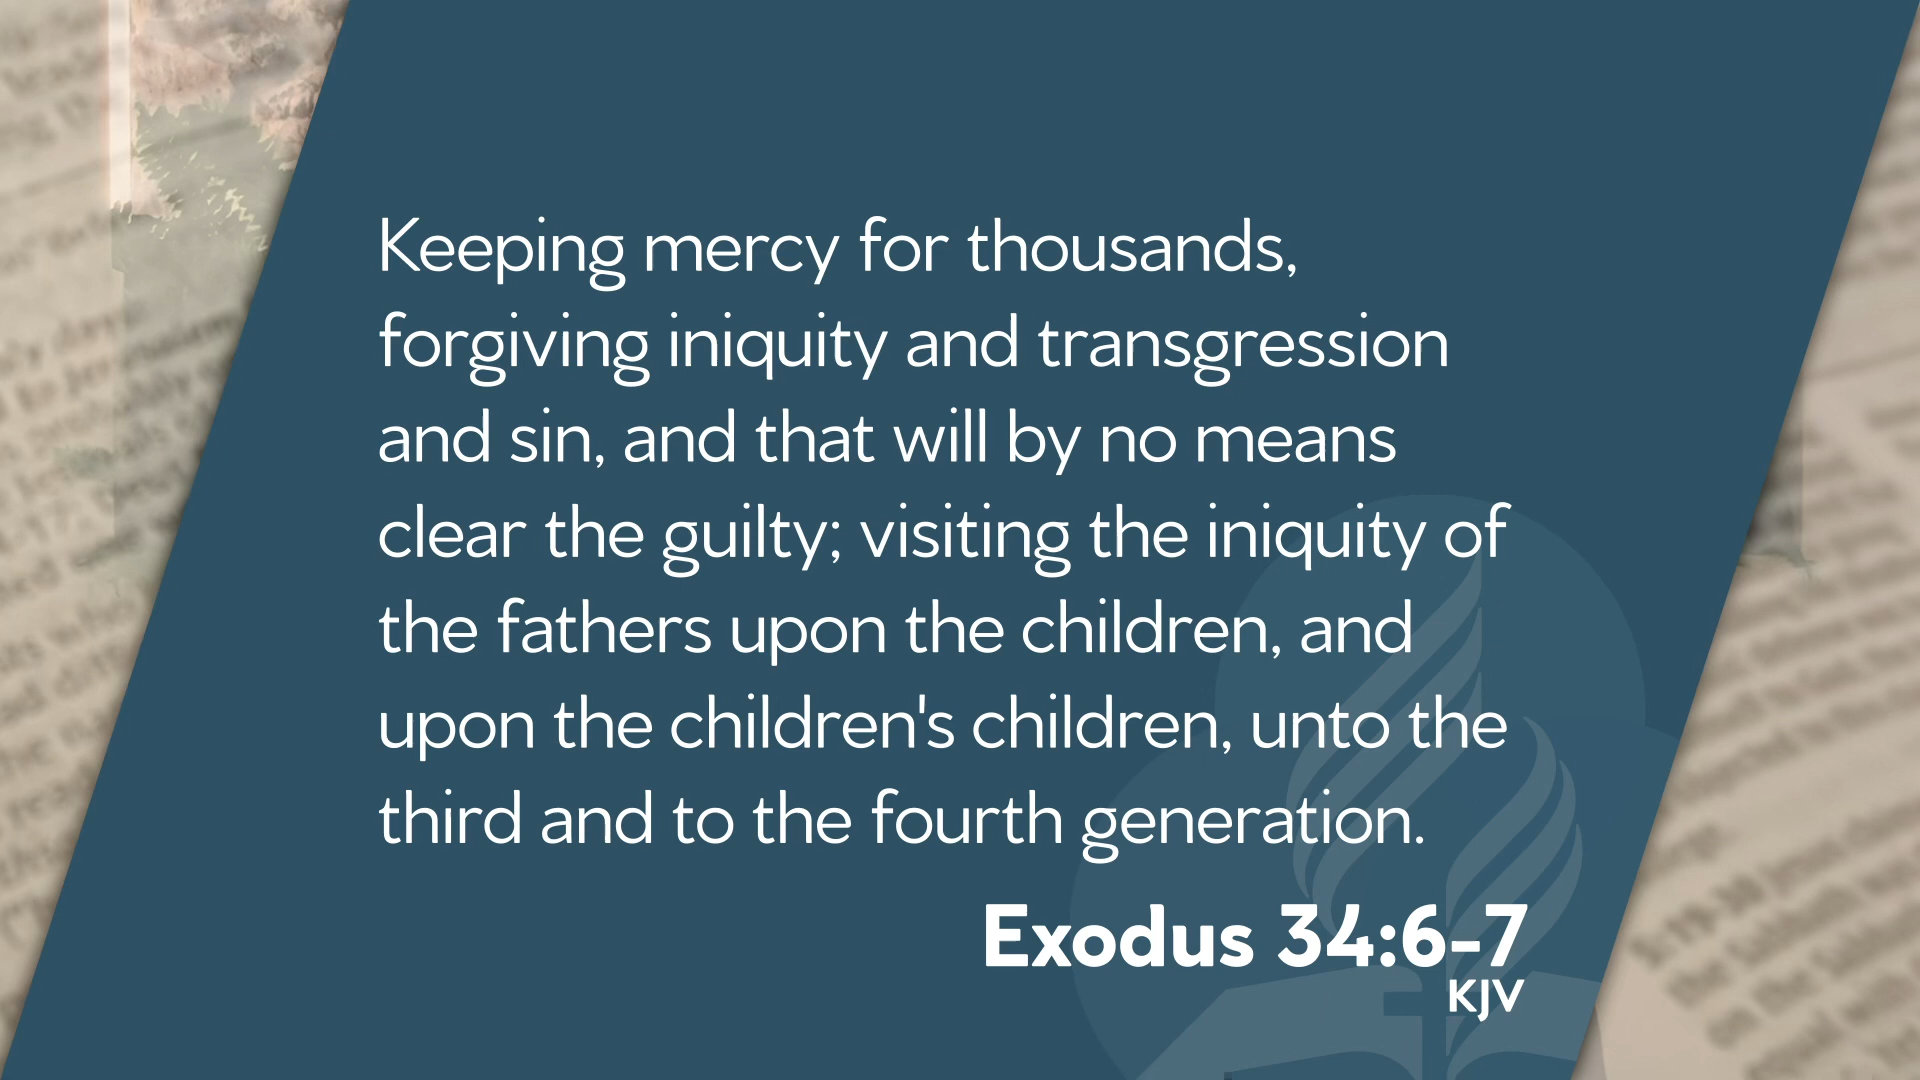 Keeping mercy for thousands,
forgiving iniquity and transgression
and sin, and that will by no means
clear the guilty; visiting the iniquity of
the fathers upon the children, and
upon the children's children, unto the
third and to the fourth generation.
Exodus 34:6-7
KJV